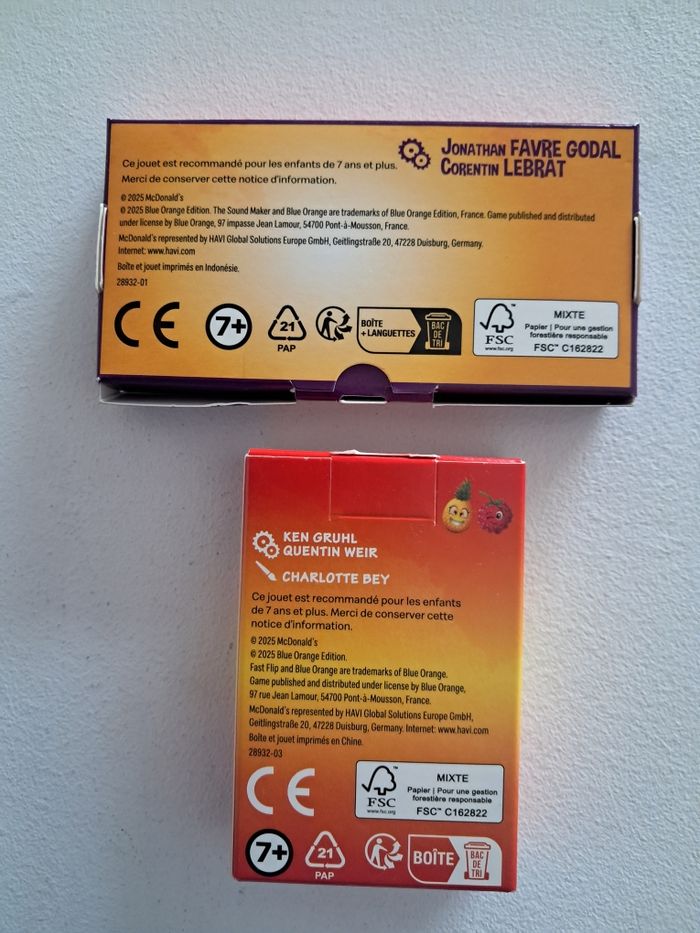 JONATHAN FAVRE GODAL
CORENTIN LEBRAT
Ce jouet est recommandé pour les enfants de 7 ans et plus.
Merci de conserver cette notice d'information.
© 2025 McDonald's
© 2025 Blue Orange Edition. The Sound Maker and Blue Orange are trademarks of Blue Orange Edition, France. Game published and distributed
under license by Blue Orange, 97 impasse Jean Lamour, 54700 Pont-à-Mousson, France.
McDonald's represented by HAVI Global Solutions Europe GmbH, Geitlingstraße 20, 47228 Duisburg, Germany.
Internet: www.havi.com
Boîte et jouet imprimés en Indonésie.
28932-01
CE
7+
21
PAP
BOÎTE
+ LANGUETTES
BAC
DE
TRI
FSC
www.fsc.org
MIXTE
Papier | Pour une gestion
forestière responsable
FSC™ C162822
KEN GRUHL
QUENTIN WEIR
CHARLOTTE BEY
Ce jouet est recommandé pour les enfants
de 7 ans et plus. Merci de conserver cette
notice d'information.
© 2025 McDonald's
© 2025 Blue Orange Edition.
Fast Flip and Blue Orange are trademarks of Blue Orange.
Game published and distributed under license by Blue Orange,
97 rue Jean Lamour, 54700 Pont-à-Mousson, France.
McDonald's represented by HAVI Global Solutions Europe GmbH,
Geitlingstraße 20, 47228 Duisburg, Germany. Internet: www.havi.com
Boîte et jouet imprimés en Chine.
28932-03
CE
FSC
www.fsc.org
MIXTE
Papier | Pour une gestion
forestière responsable
FSC™ C162822
7+
21
PAP
BOÎTE
BAC
DE
TRI